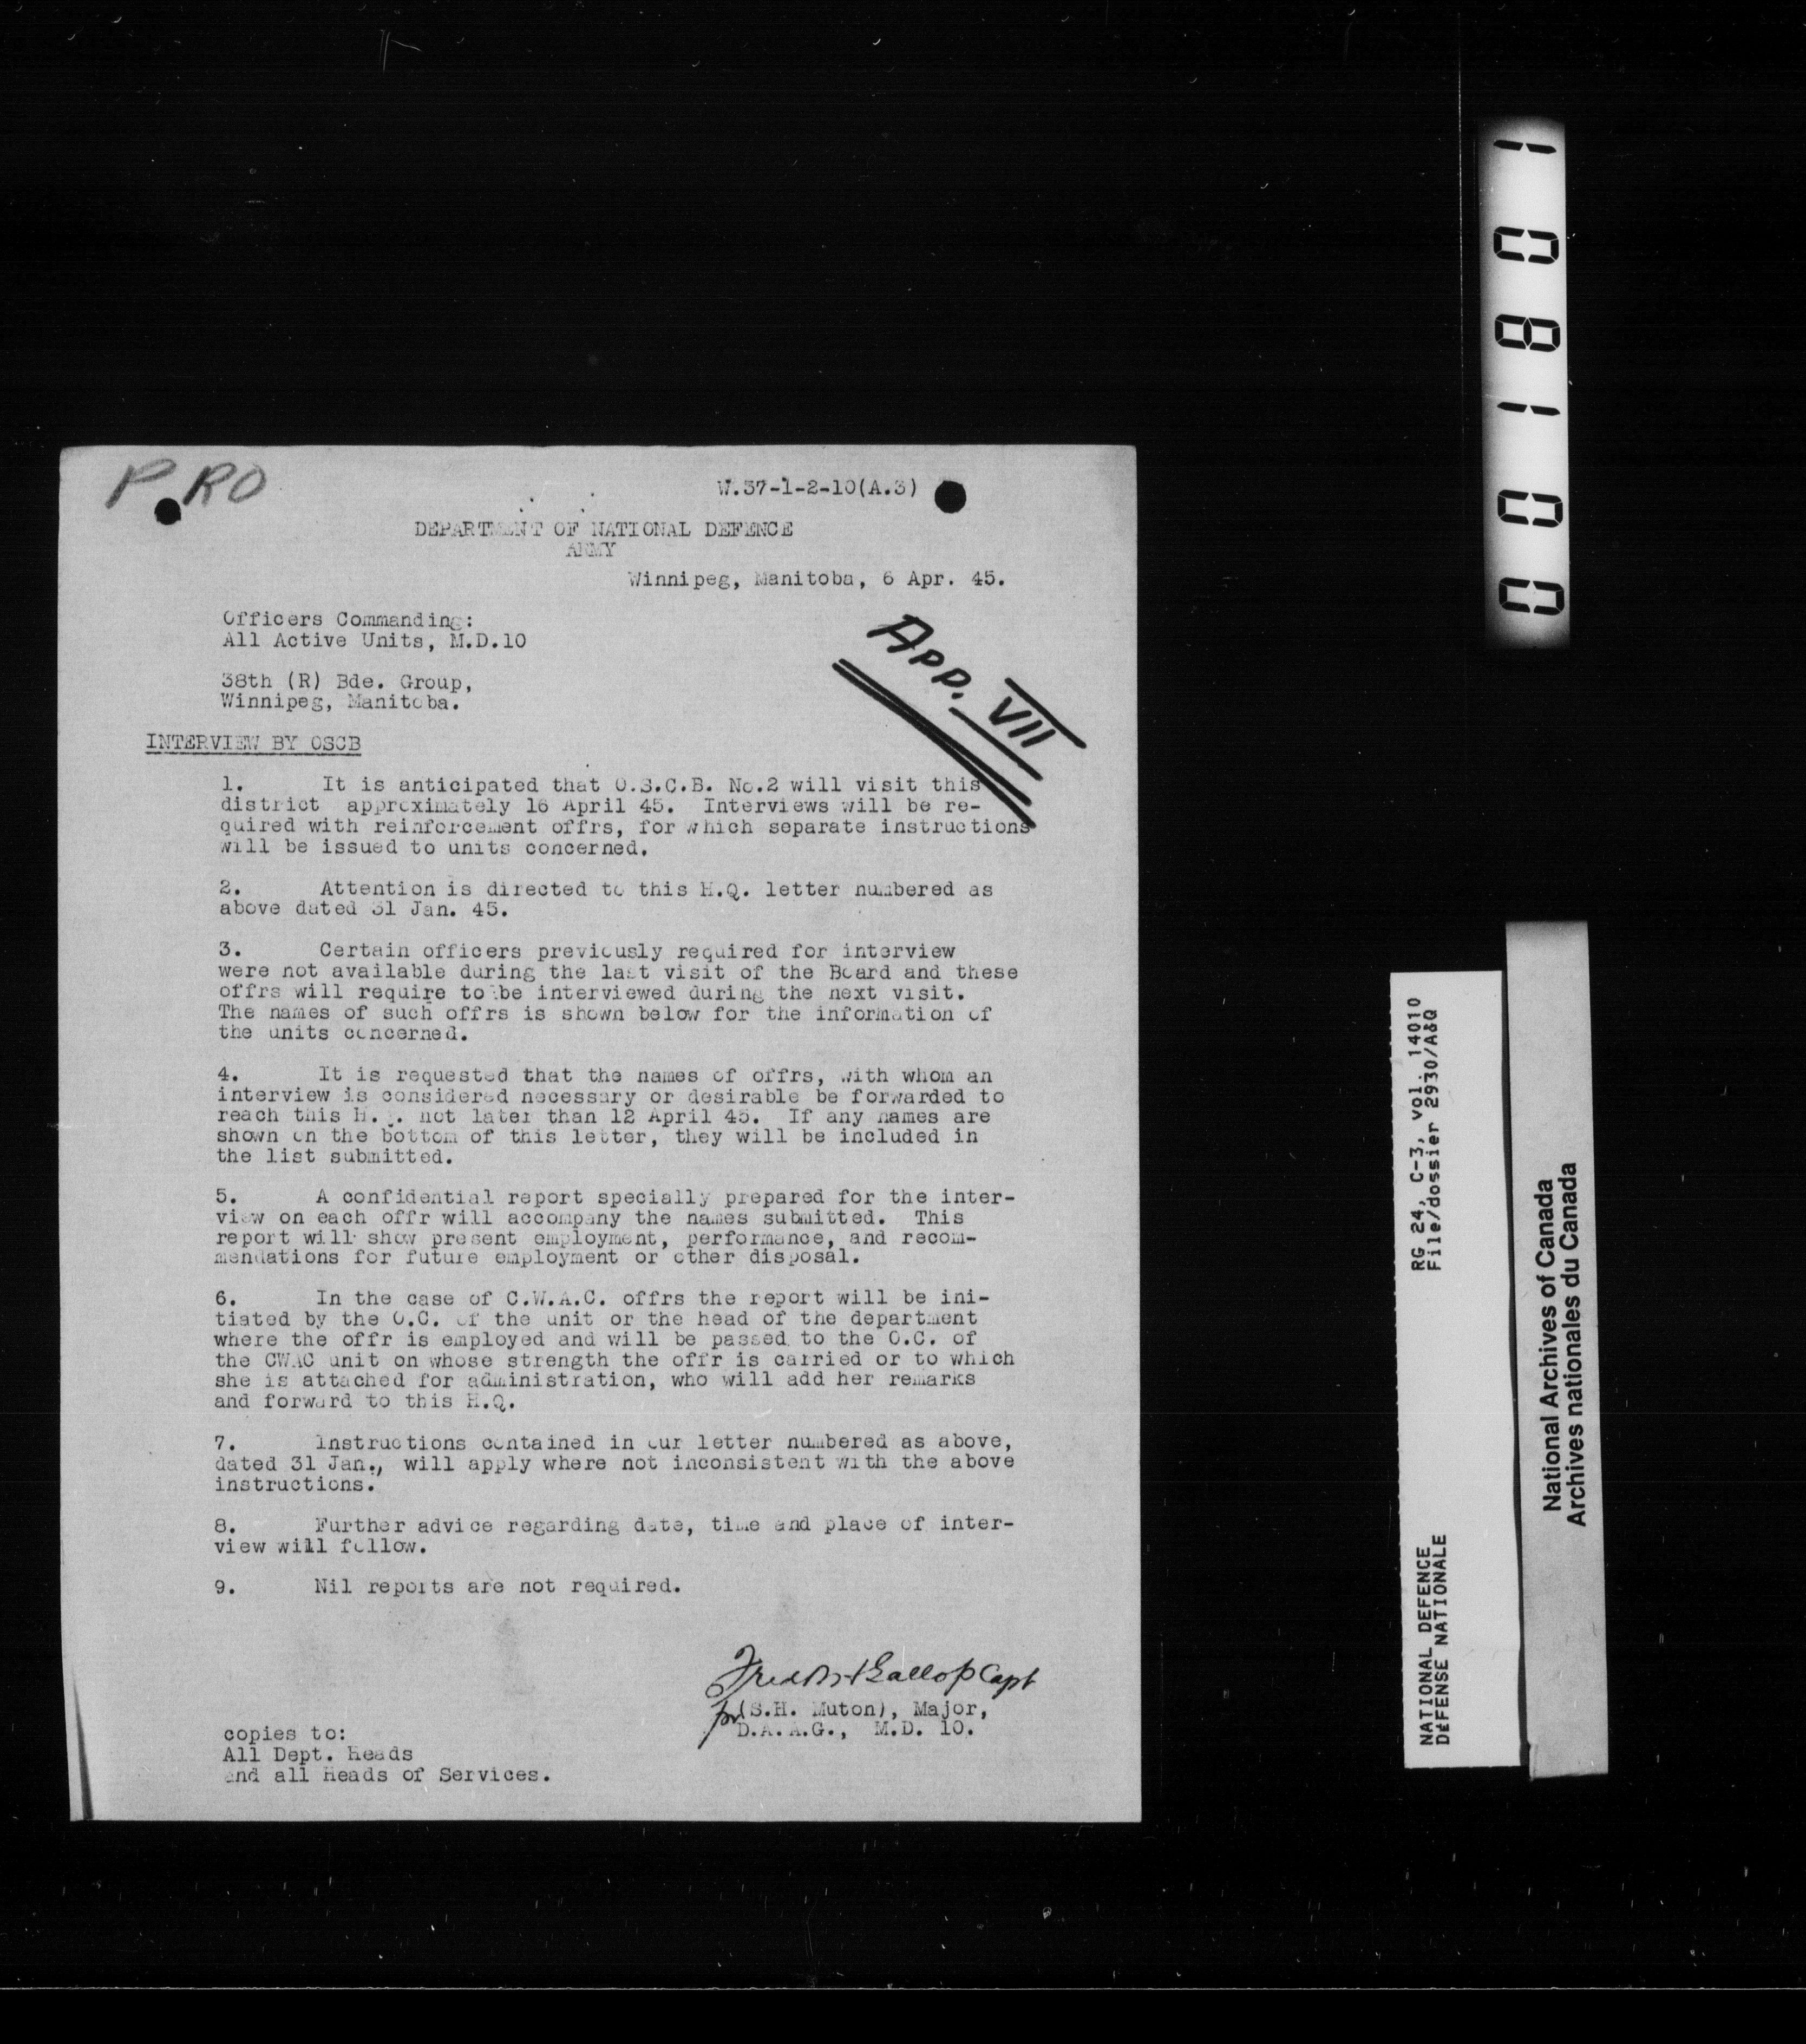 P.RO
W.37-1-2-10(A.3)
DEPARTMENT OF NATIONAL DEFENCE
ARMY
Winnipeg, Manitoba, 6 Apr. 45.
Officers Commanding:
All Active Units, M.D.10
38th (R) Bde. Group,
Winnipeg, Manitoba.
App. VII
INTERVIEW BY OSCB
1. It is anticipated that O.S.C.B. No.2 will visit this
district approximately 16 April 45. Interviews will be re-
quired with reinforcement offrs, for which separate instructions
will be issued to units concerned.
2. Attention is directed to this H.Q. letter numbered as
above dated 31 Jan. 45.
3. Certain officers previously required for interview
were not available during the last visit of the Board and these
offrs will require to be interviewed during the next visit.
The names of such offrs is shown below for the information of
the units concerned.
4. It is requested that the names of offrs, with whom an
interview is considered necessary or desirable be forwarded to
reach this H.Q. not later than 12 April 45. If any names are
shown on the bottom of this letter, they will be included in
the list submitted.
5. A confidential report specially prepared for the inter-
view on each offr will accompany the names submitted. This
report will show present employment, performance, and recom-
mendations for future employment or other disposal.
6. In the case of C.W.A.C. offrs the report will be ini-
tiated by the O.C. of the unit or the head of the department
where the offr is employed and will be passed to the O.C. of
the CWAC unit on whose strength the offr is carried or to which
she is attached for administration, who will add her remarks
and forward to this H.Q.
7. Instructions contained in our letter numbered as above,
dated 31 Jan., will apply where not inconsistent with the above
instructions.
8. Further advice regarding date, time and place of inter-
view will follow.
9. Nil reports are not required.
Gallop Capt
for (S.H. Muton), Major,
D.A.A.G., M.D. 10.
copies to:
All Dept. Heads
and all Heads of Services.
001801
RG 24, C-3, vol. 14010
File/dossier 2930/A&Q
NATIONAL DEFENCE
DÉFENSE NATIONALE
National Archives of Canada
Archives nationales du Canada